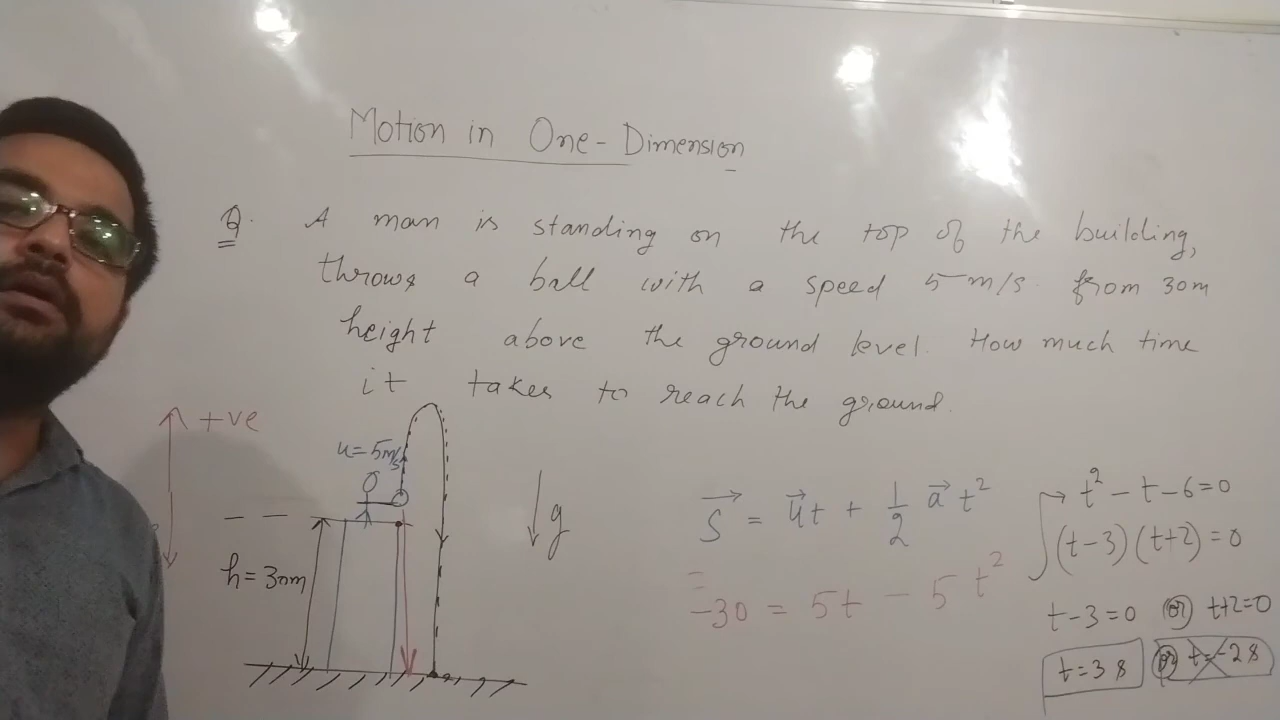 Motion in One-Dimension
Q. A man is standing on the top of the building,
throws a ball with a speed 5 m/s from 30m
height above the ground level. How much time
it takes to reach the ground.
+ve
u=5m/s
h=30m
g
S = ut + 1/2 a t²
-30 = 5t - 5t²
t² - t - 6 = 0
(t-3)(t+2) = 0
t-3=0 or t+2=0
t=3s or t=-2s